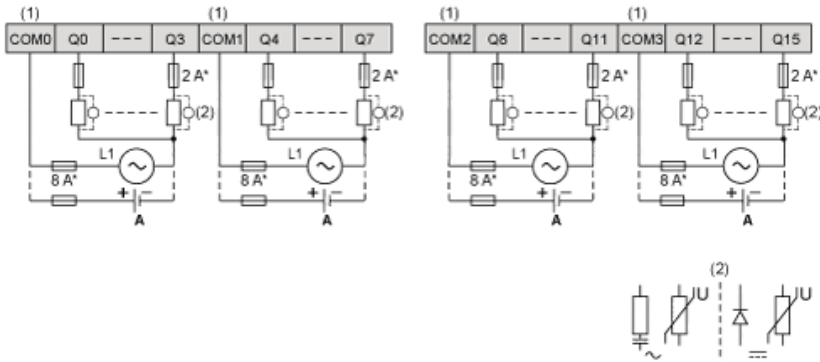 (1) (1) (1) (1)
COM0 Q0 Q3 COM1 Q4 Q7 COM2 Q8 Q11 COM3 Q12 Q15
2 A* 2 A* 2 A* 2 A*
(2) (2) (2) (2)
L1 L1 L1 L1
8 A* 8 A* 8 A* 8 A*
+ − + − + − + −
A A A A
(2)
U U